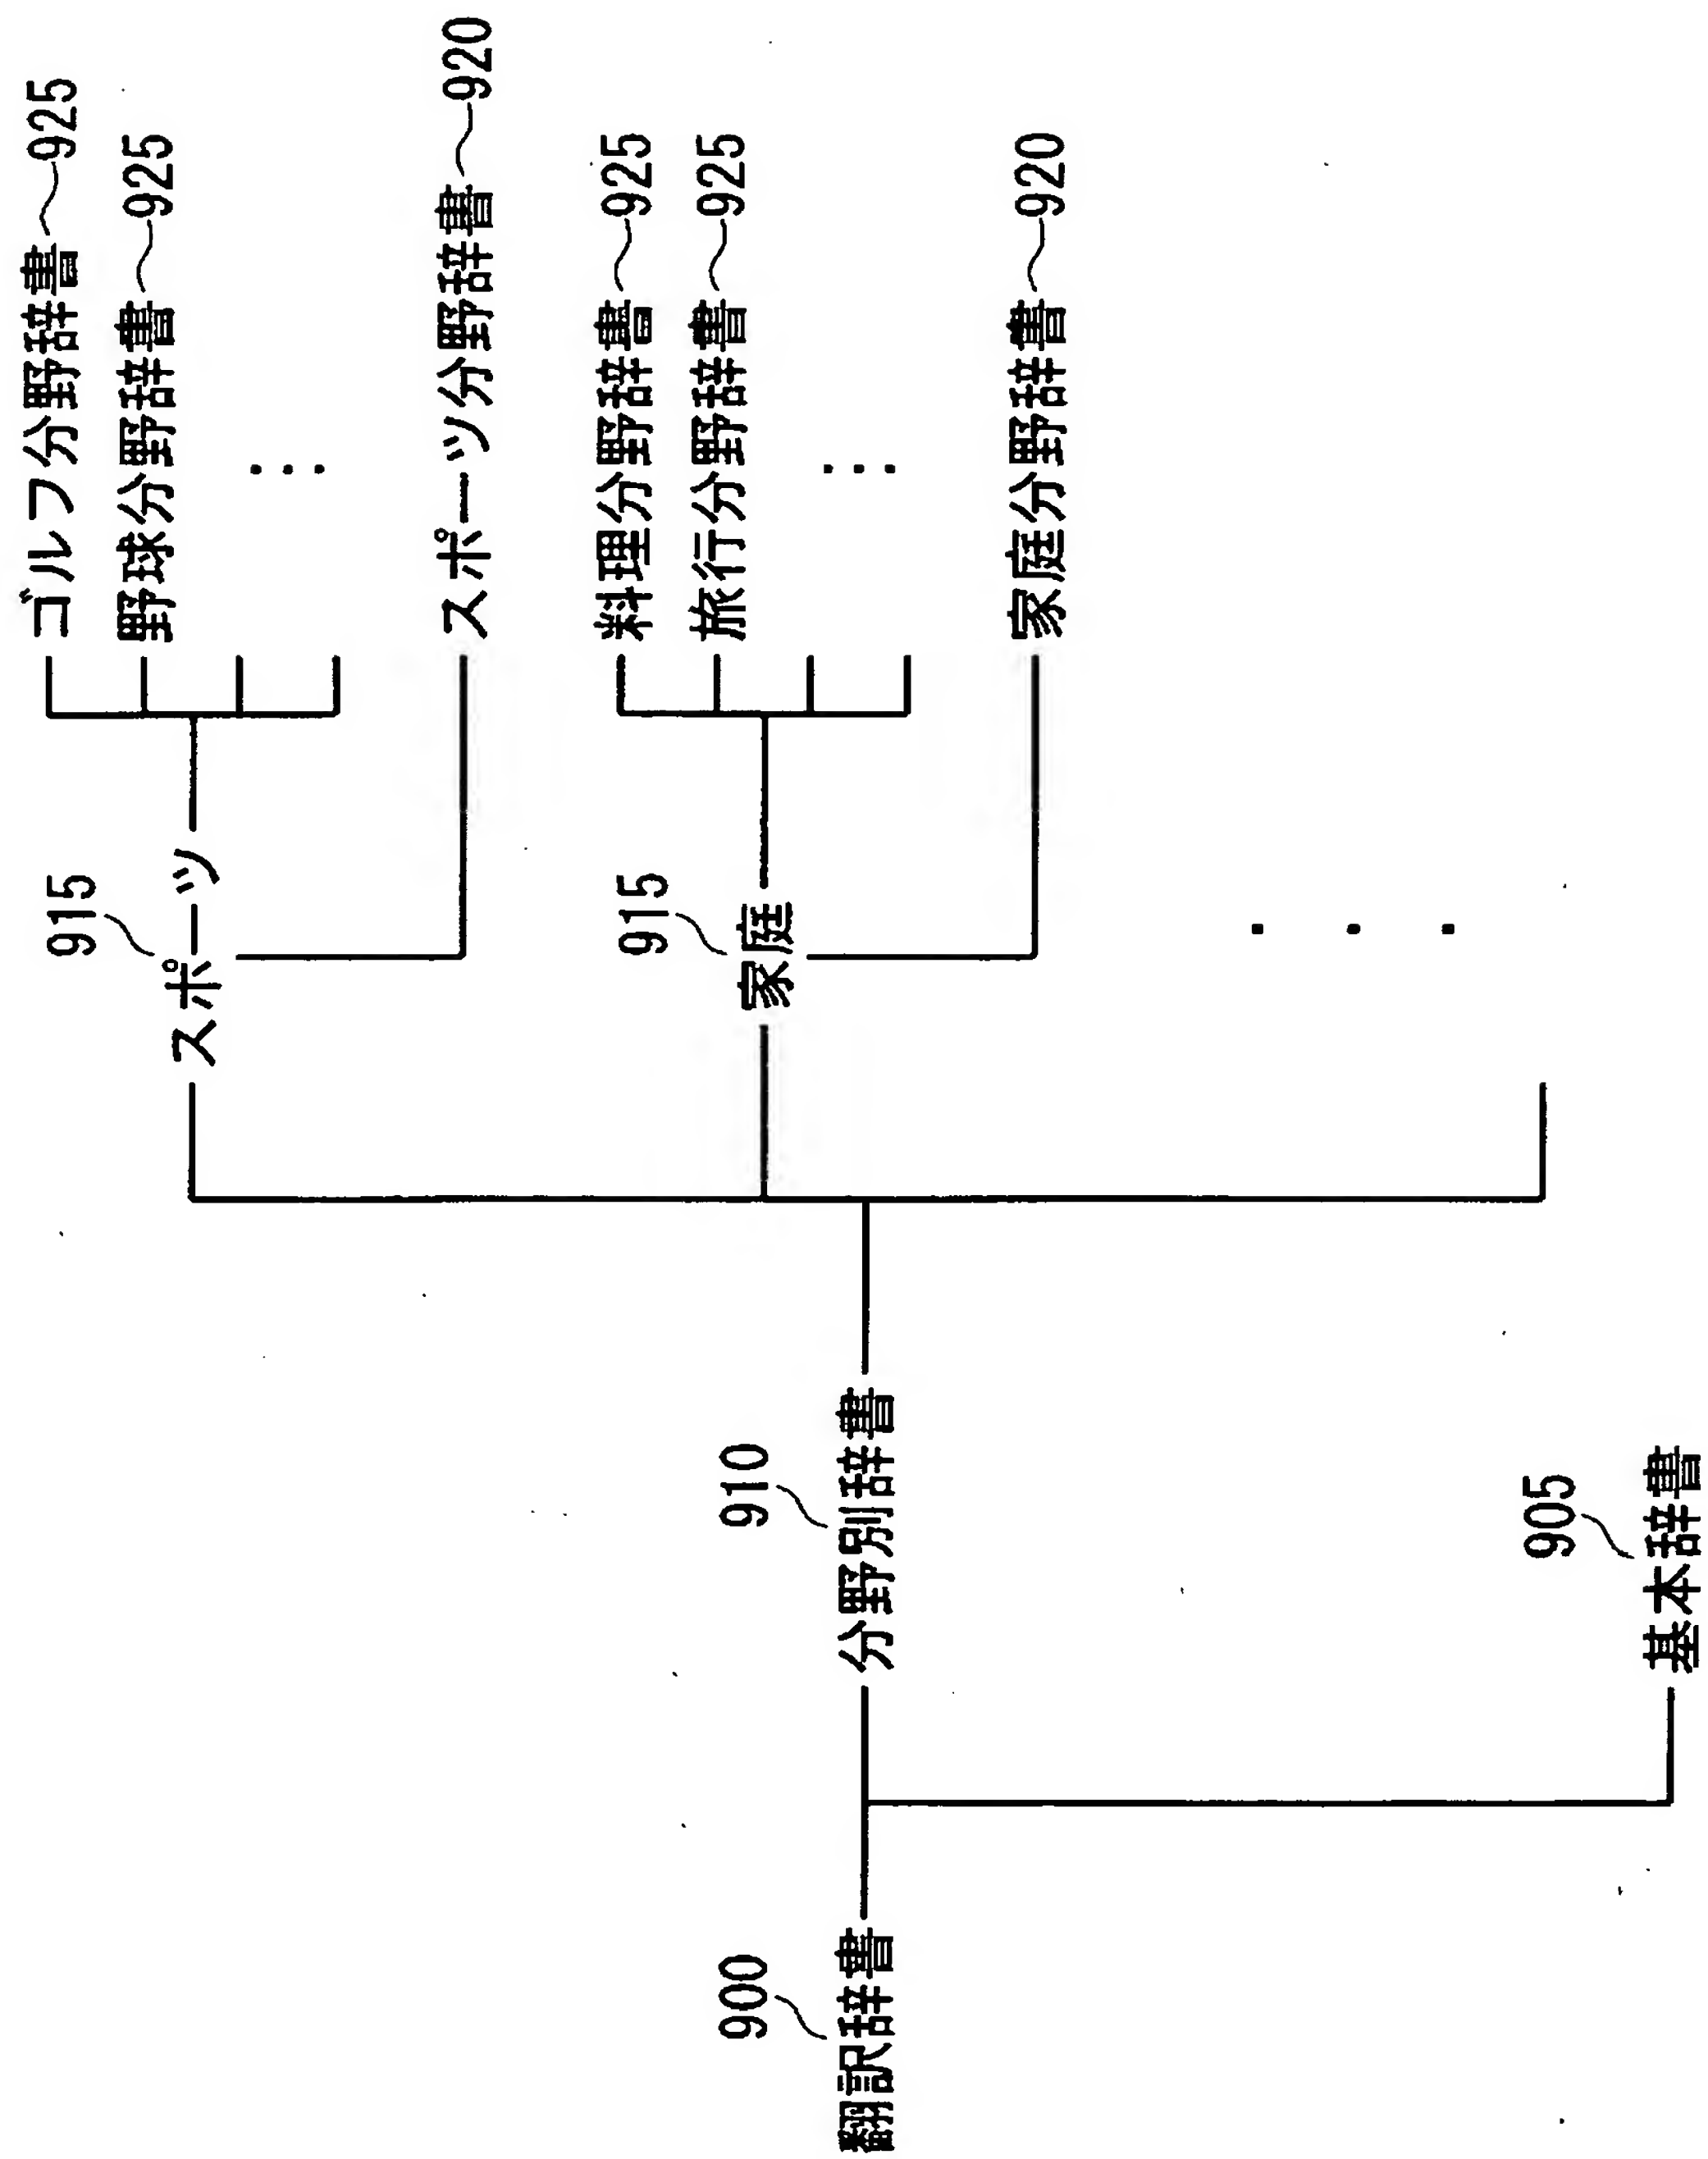 ゴルフ分野辞書 925
野球分野辞書 925
⋮
915
スポーツ
スポーツ分野辞書 920
料理分野辞書 925
旅行分野辞書 925
⋮
915
家庭
家庭分野辞書 920
910
分野別辞書
900
翻訳辞書
905
基本辞書